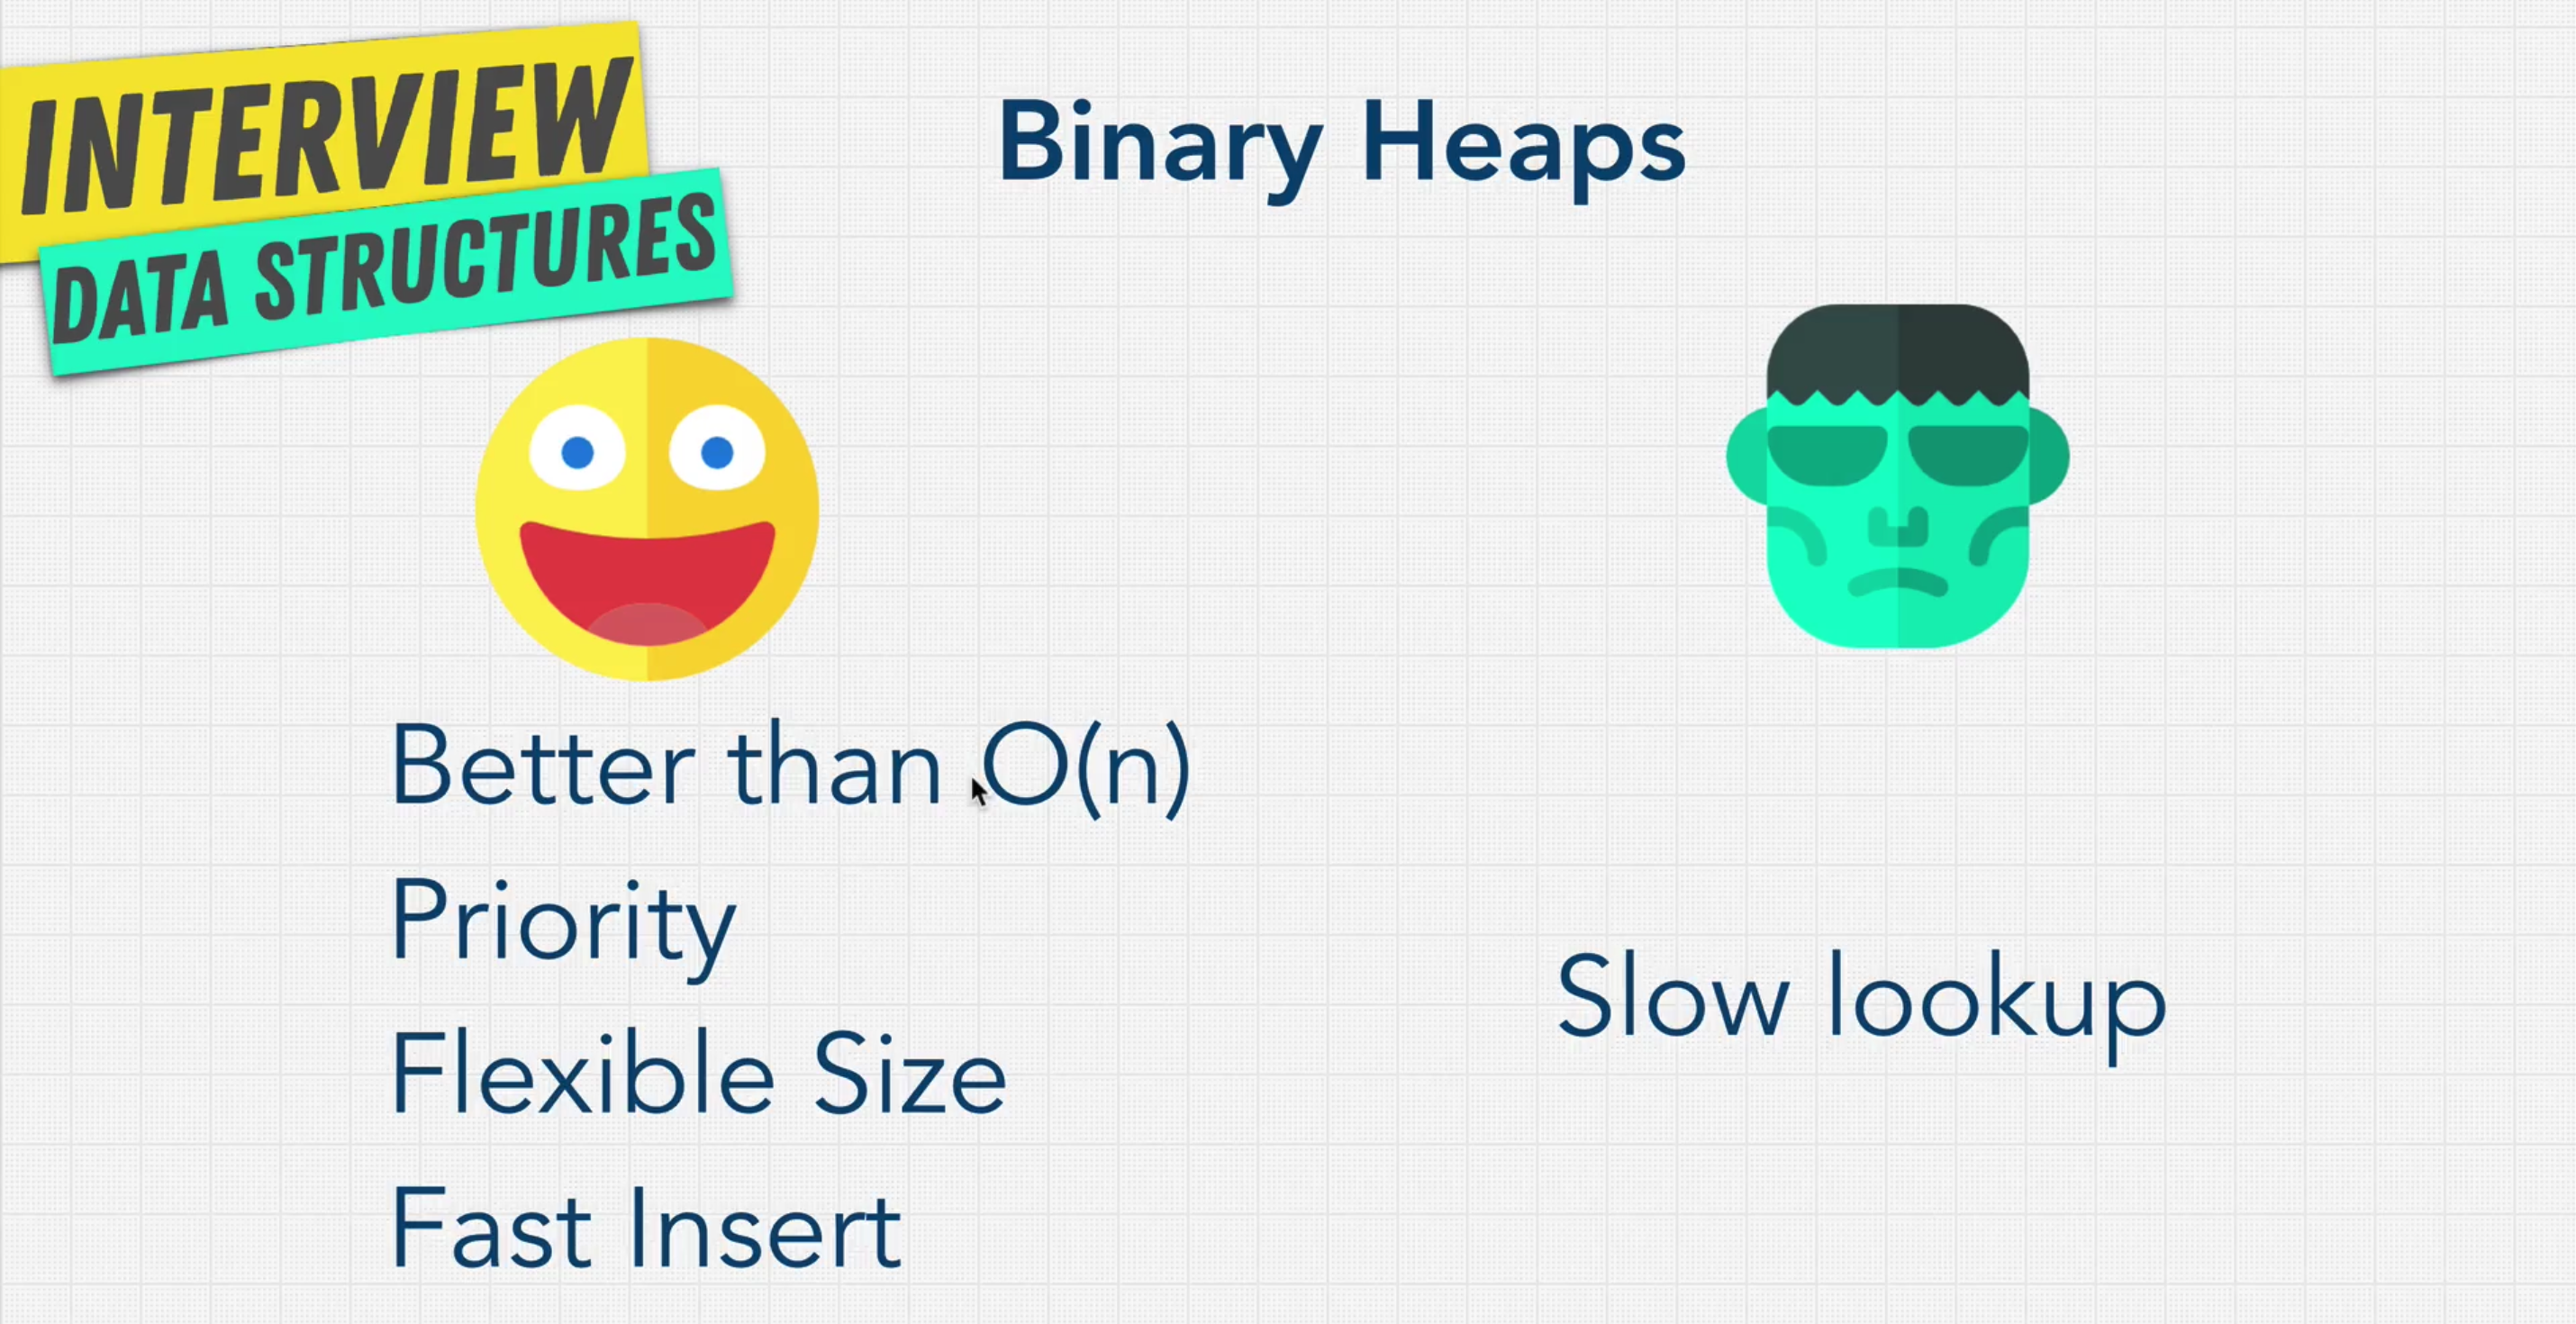 INTERVIEW
DATA STRUCTURES
Binary Heaps
Better than O(n)
Priority
Flexible Size
Fast Insert
Slow lookup